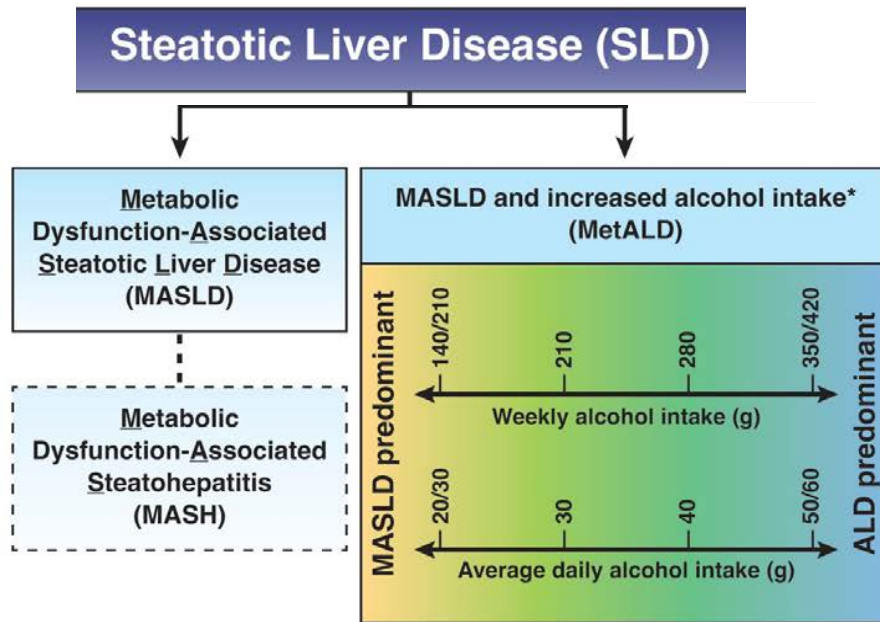 Steatotic Liver Disease (SLD)
Metabolic
Dysfunction-Associated
Steatotic Liver Disease
(MASLD)
Metabolic
Dysfunction-Associated
Steatohepatitis
(MASH)
MASLD and increased alcohol intake*
(MetALD)
MASLD predominant
140/210
210
280
350/420
Weekly alcohol intake (g)
20/30
30
40
50/60
Average daily alcohol intake (g)
ALD predominant